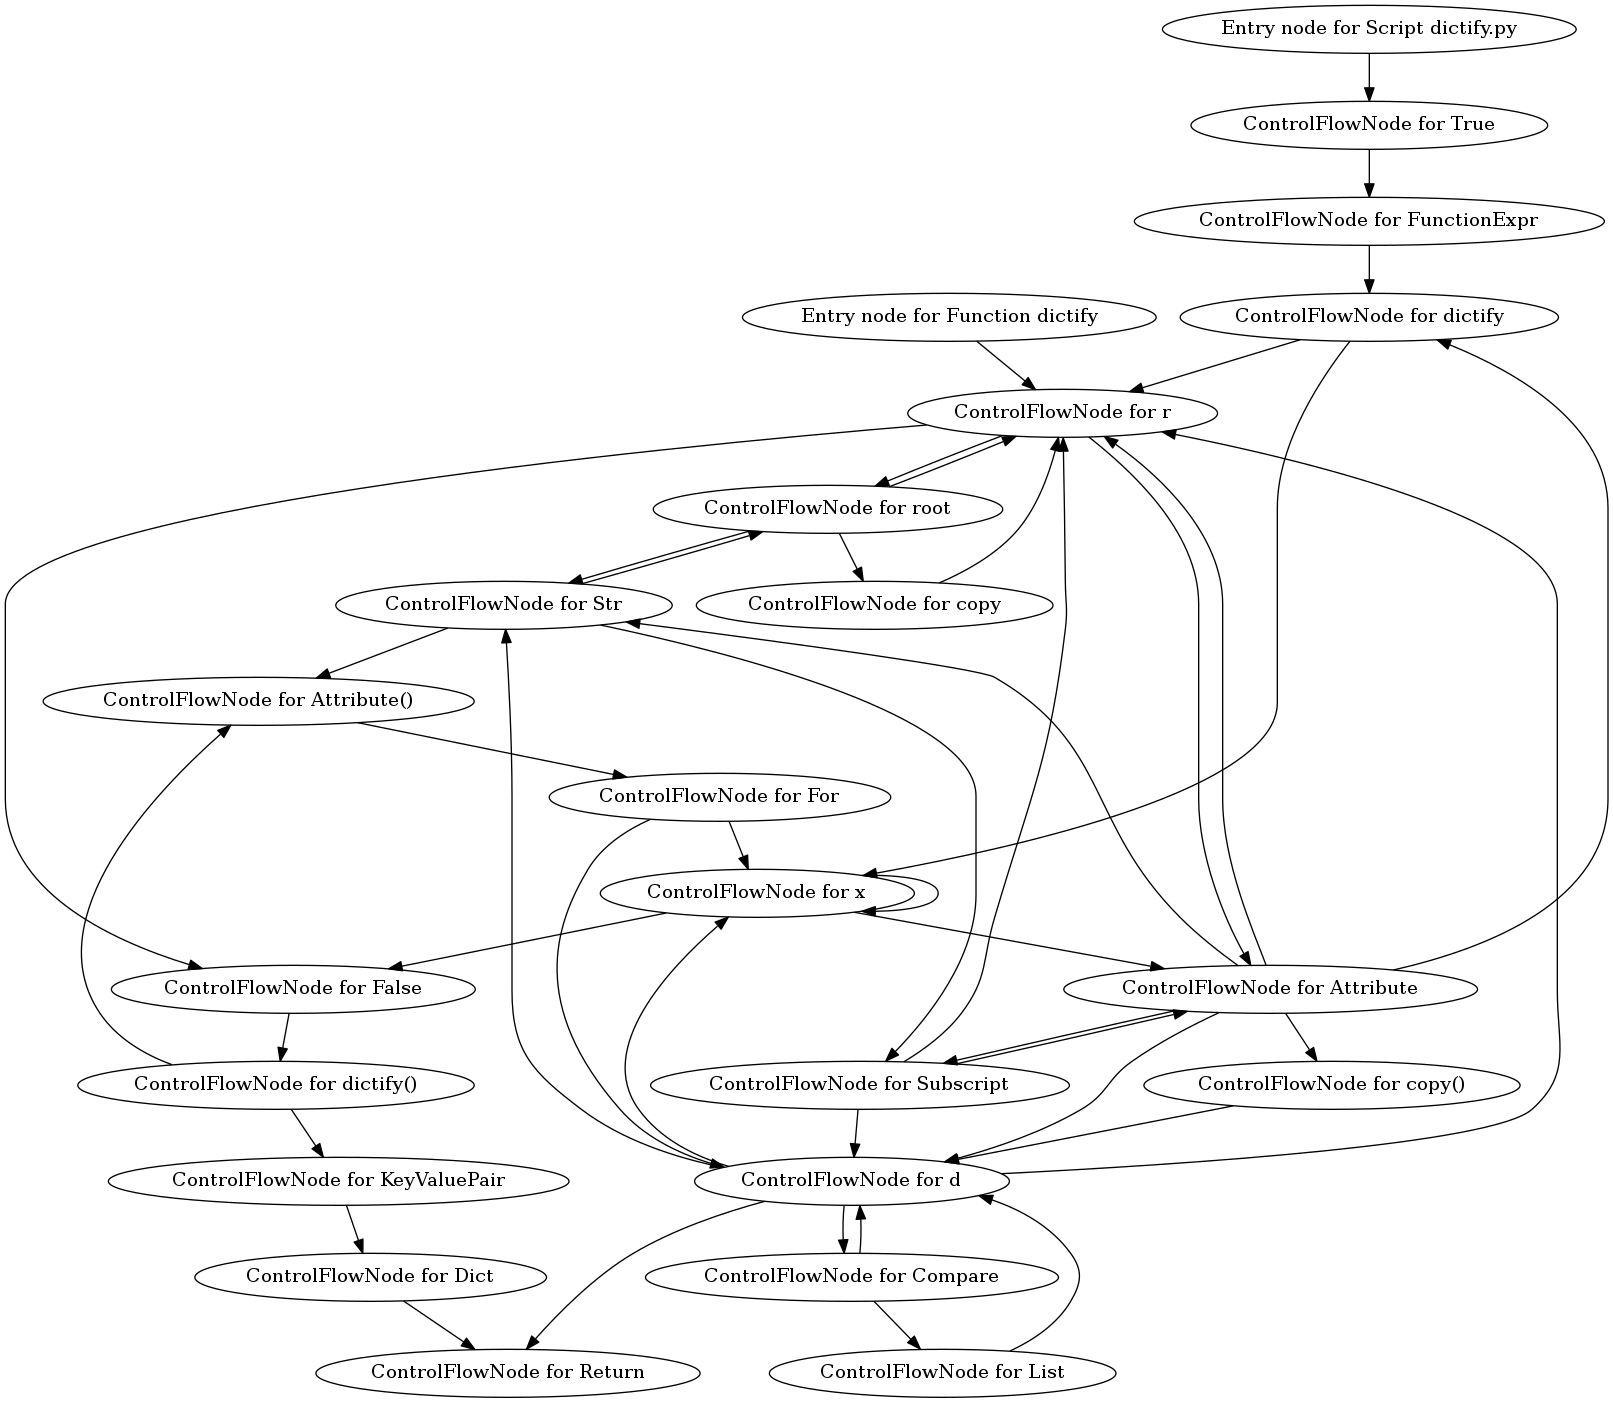 Entry node for Script dictify.py
ControlFlowNode for True
ControlFlowNode for FunctionExpr
Entry node for Function dictify
ControlFlowNode for dictify
ControlFlowNode for r
ControlFlowNode for root
ControlFlowNode for Str
ControlFlowNode for copy
ControlFlowNode for Attribute()
ControlFlowNode for For
ControlFlowNode for x
ControlFlowNode for False
ControlFlowNode for Attribute
ControlFlowNode for dictify()
ControlFlowNode for Subscript
ControlFlowNode for copy()
ControlFlowNode for KeyValuePair
ControlFlowNode for d
ControlFlowNode for Dict
ControlFlowNode for Compare
ControlFlowNode for Return
ControlFlowNode for List